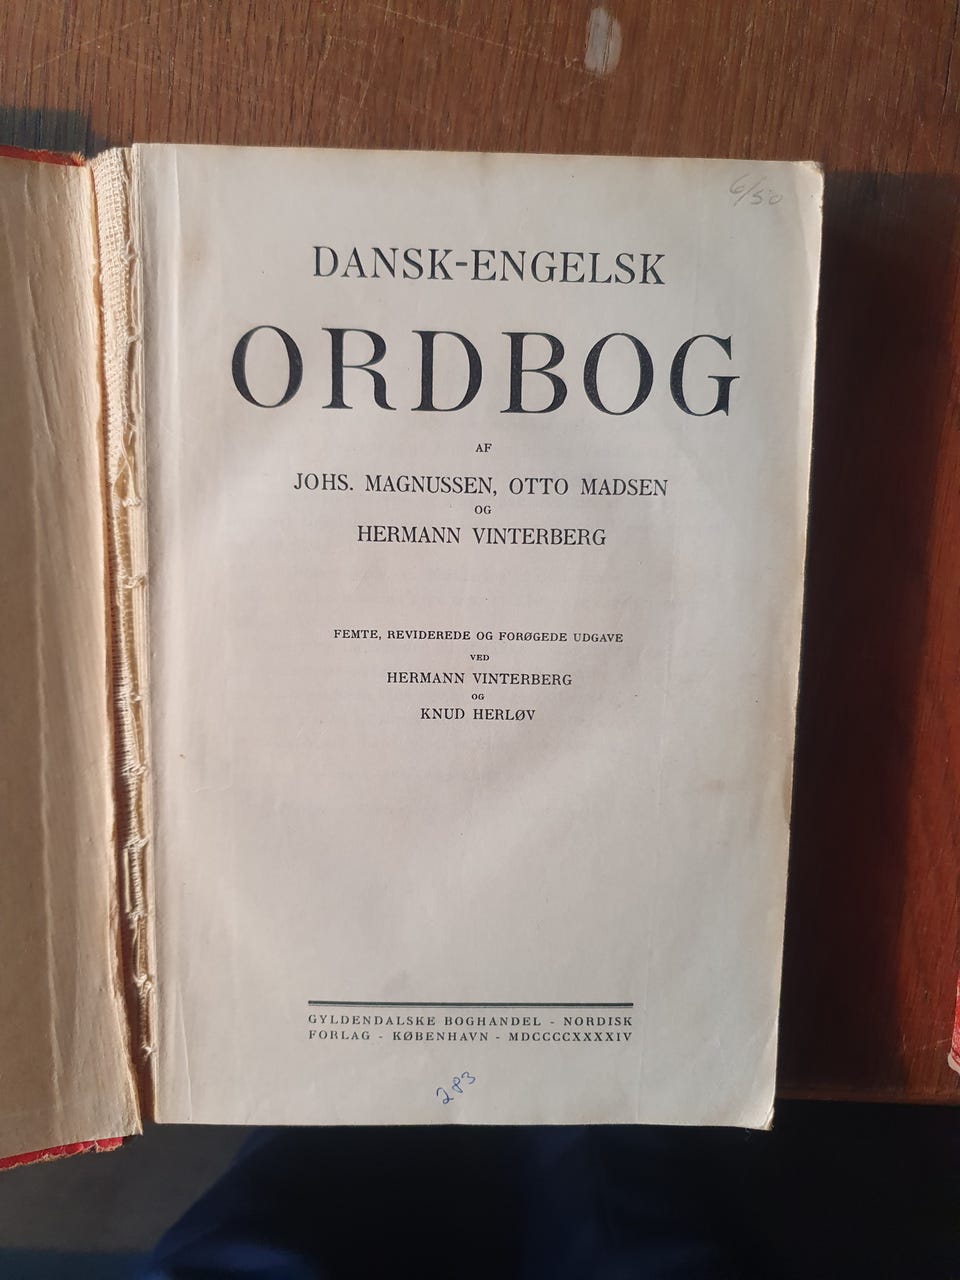 6/50
DANSK-ENGELSK
ORDBOG
AF
JOHS. MAGNUSSEN, OTTO MADSEN
OG
HERMANN VINTERBERG
FEMTE, REVIDEREDE OG FORØGEDE UDGAVE
VED
HERMANN VINTERBERG
OG
KNUD HERLØV
GYLDENDALSKE BOGHANDEL - NORDISK
FORLAG - KØBENHAVN - MDCCCCXXXXIV
283